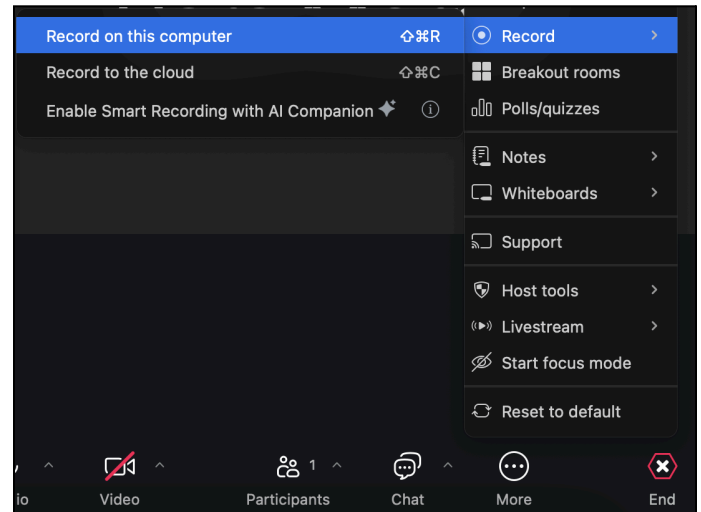 Record on this computer ⇧⌘R
Record to the cloud ⇧⌘C
Enable Smart Recording with AI Companion
Record
Breakout rooms
Polls/quizzes
Notes
Whiteboards
Support
Host tools
Livestream
Start focus mode
Reset to default
1
io
Video
Participants
Chat
More
End